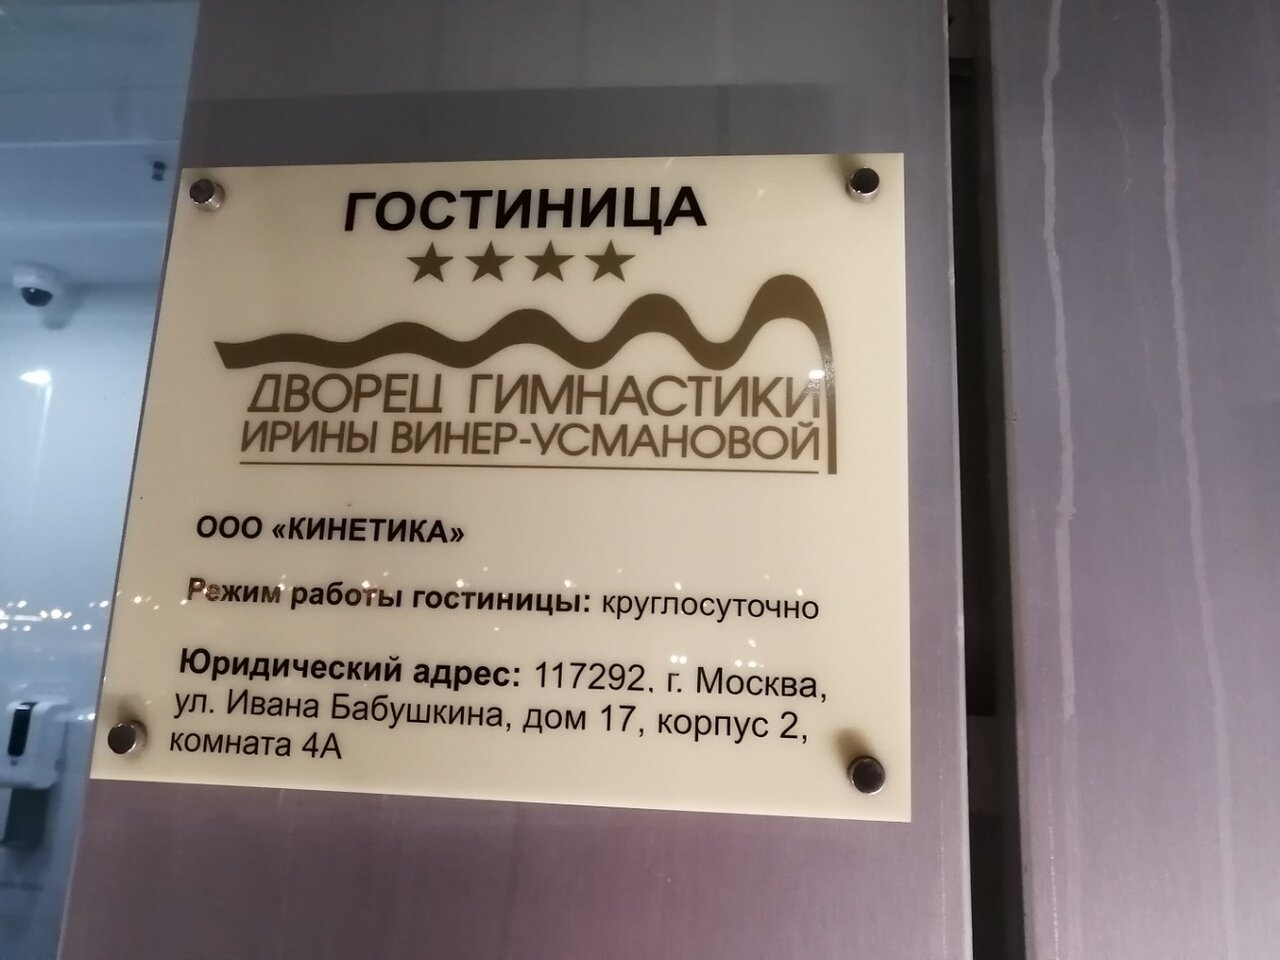 ГОСТИНИЦА
★★★★
ДВОРЕЦ ГИМНАСТИКИ
ИРИНЫ ВИНЕР-УСМАНОВОЙ
ООО «КИНЕТИКА»
Режим работы гостиницы: круглосуточно
Юридический адрес: 117292, г. Москва,
ул. Ивана Бабушкина, дом 17, корпус 2,
комната 4А